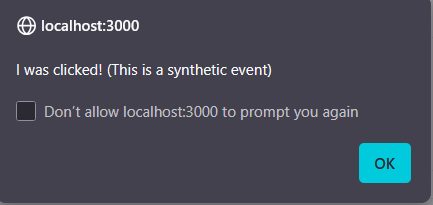 localhost:3000
I was clicked! (This is a synthetic event)
Don’t allow localhost:3000 to prompt you again
OK